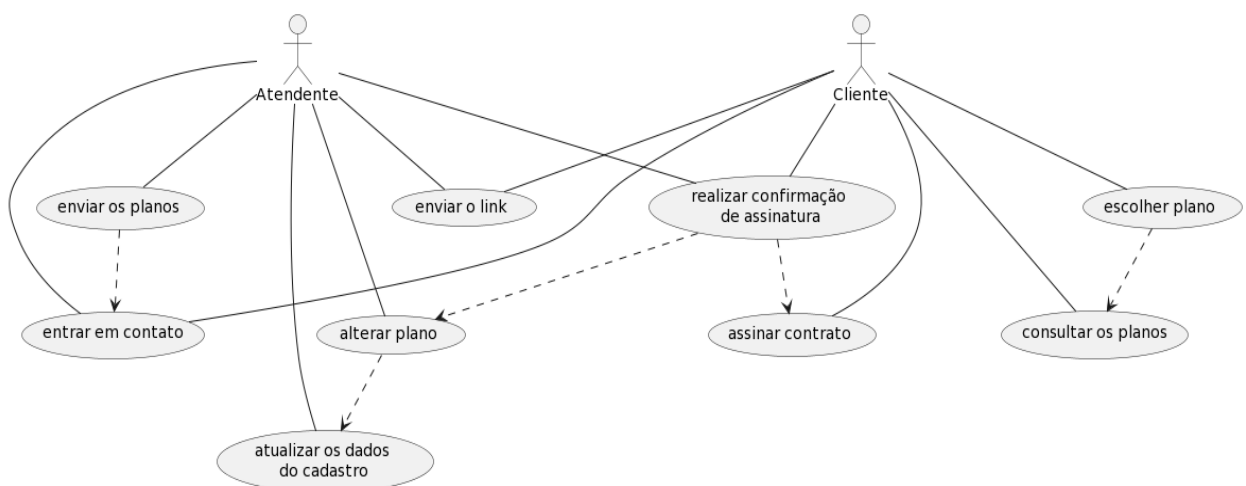 Atendente
Cliente
enviar os planos
enviar o link
realizar confirmação
de assinatura
escolher plano
entrar em contato
alterar plano
assinar contrato
consultar os planos
atualizar os dados
do cadastro